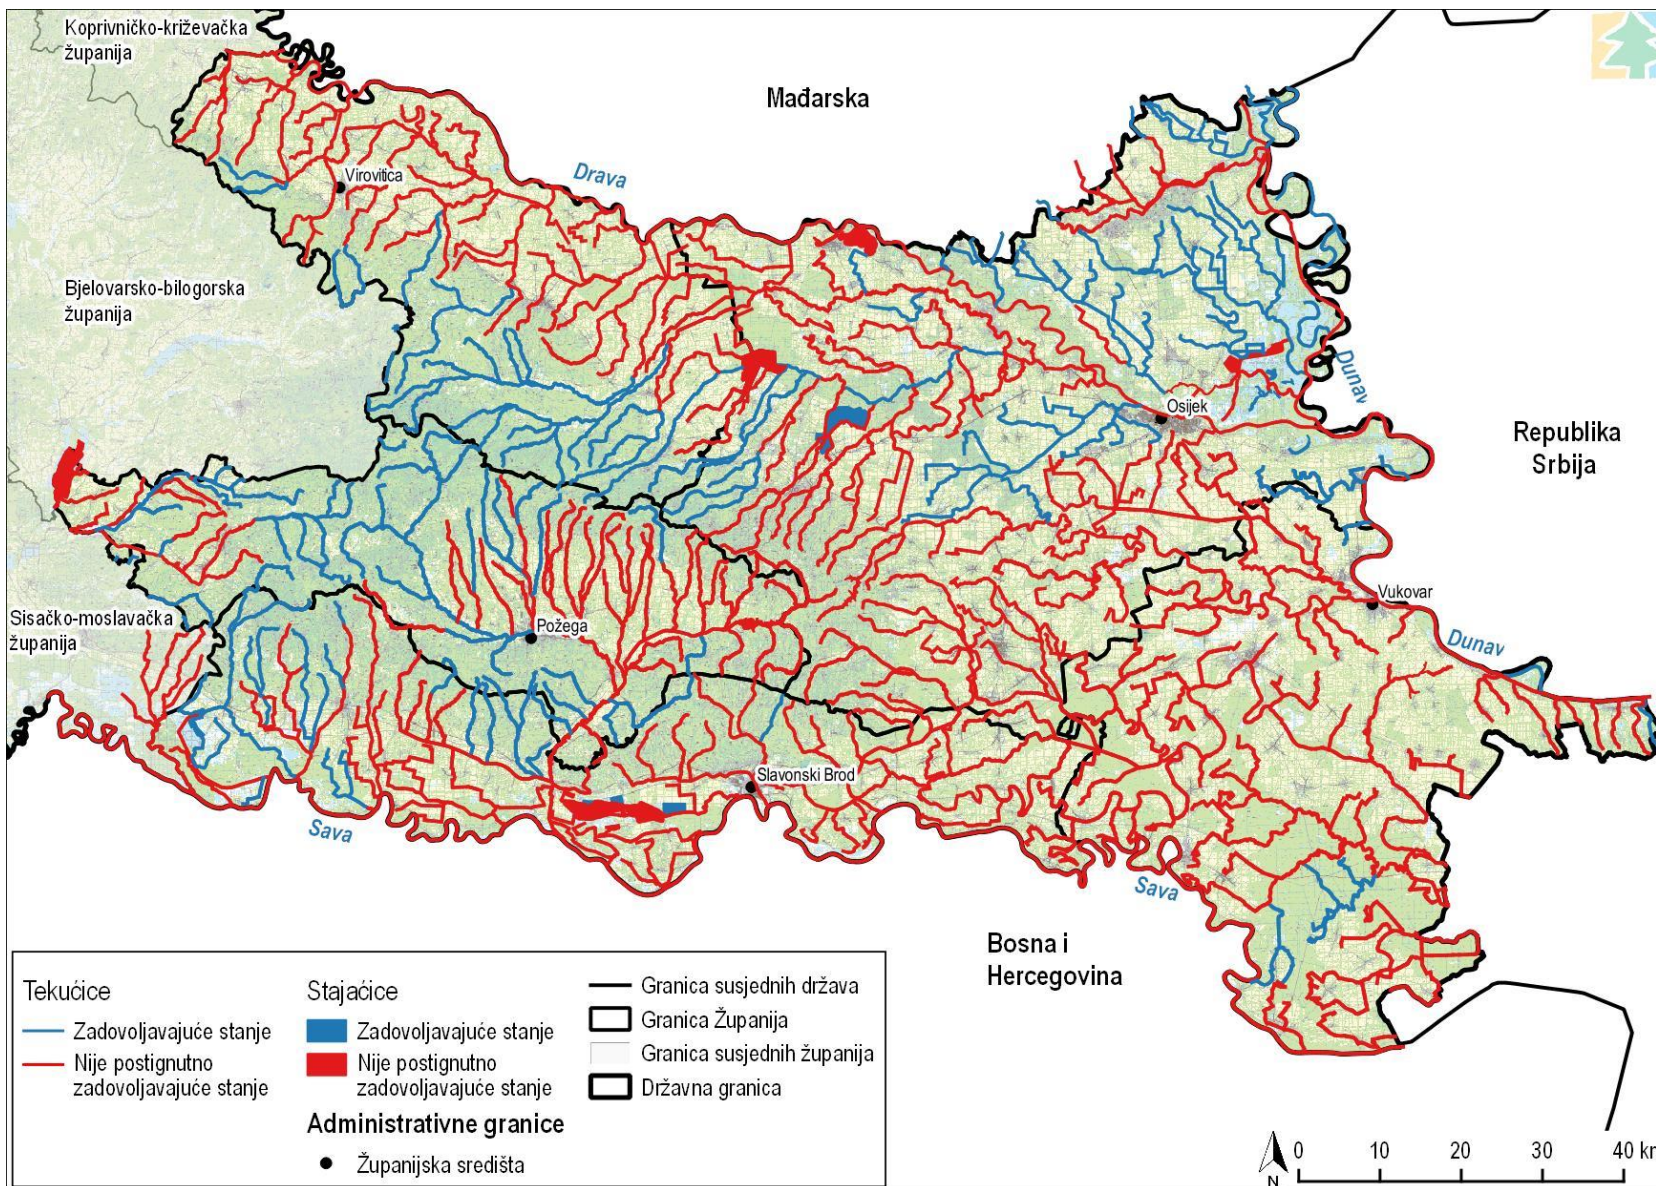 Koprivničko-križevačka
županija
Mađarska
Drava
Virovitica
Bjelovarsko-bilogorska
županija
Dunav
Osijek
Republika
Srbija
Sisačko-moslavačka
županija
Požega
Vukovar
Dunav
Slavonski Brod
Sava
Sava
Bosna i
Hercegovina
Tekućice
Zadovoljavajuće stanje
Nije postignutno
zadovoljavajuće stanje
Stajaćice
Zadovoljavajuće stanje
Nije postignutno
zadovoljavajuće stanje
Administrativne granice
Županijska središta
Granica susjednih država
Granica Županija
Granica susjednih županija
Državna granica
N
0 10 20 30 40 km